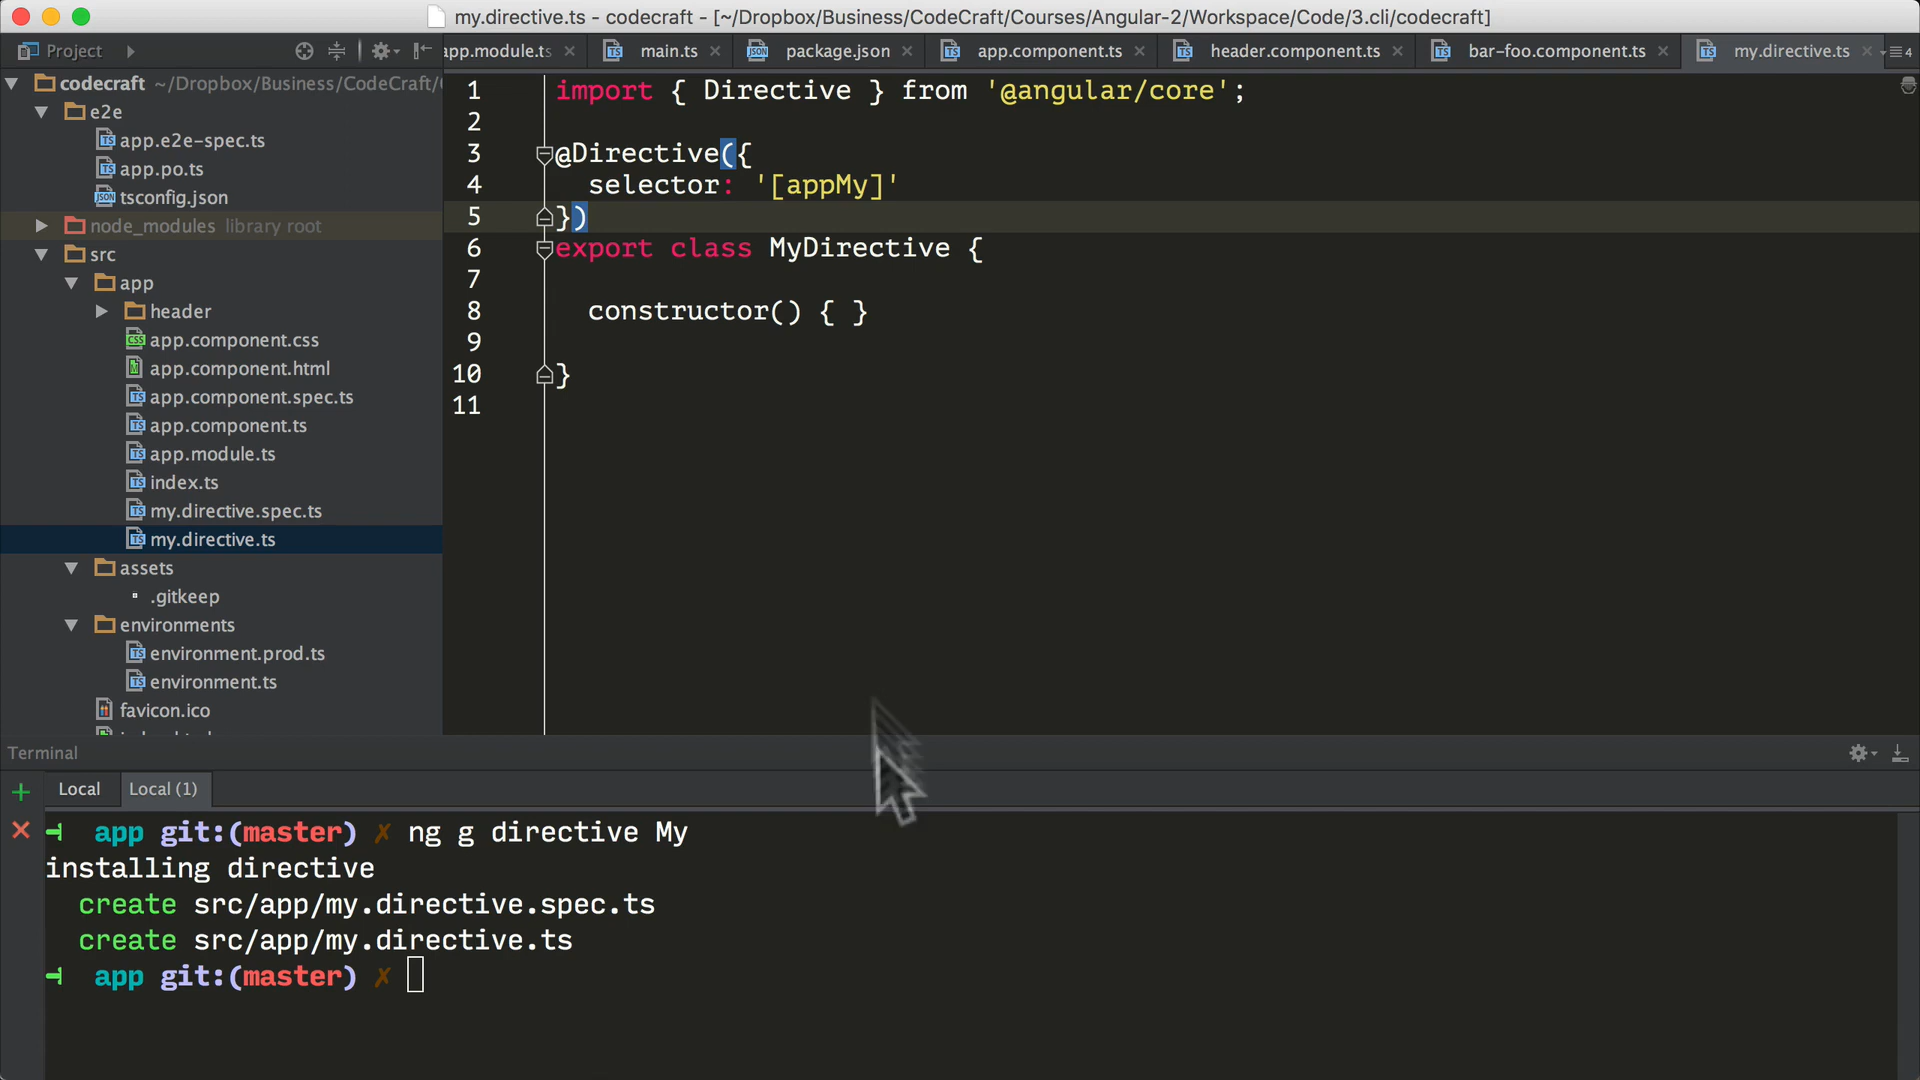 my.directive.ts - codecraft - [~/Dropbox/Business/CodeCraft/Courses/Angular-2/Workspace/Code/3.cli/codecraft]
Project
app.module.ts
main.ts
package.json
app.component.ts
header.component.ts
bar-foo.component.ts
my.directive.ts
4
codecraft ~/Dropbox/Business/CodeCraft/
e2e
app.e2e-spec.ts
app.po.ts
tsconfig.json
node_modules library root
src
app
header
app.component.css
app.component.html
app.component.spec.ts
app.component.ts
app.module.ts
index.ts
my.directive.spec.ts
my.directive.ts
assets
.gitkeep
environments
environment.prod.ts
environment.ts
favicon.ico
1 import { Directive } from '@angular/core';
2
3 @Directive({
4 selector: '[appMy]'
5 })
6 export class MyDirective {
7
8 constructor() { }
9
10 }
11
Terminal
Local
Local (1)
app git:(master) ✗ ng g directive My
installing directive
create src/app/my.directive.spec.ts
create src/app/my.directive.ts
app git:(master) ✗